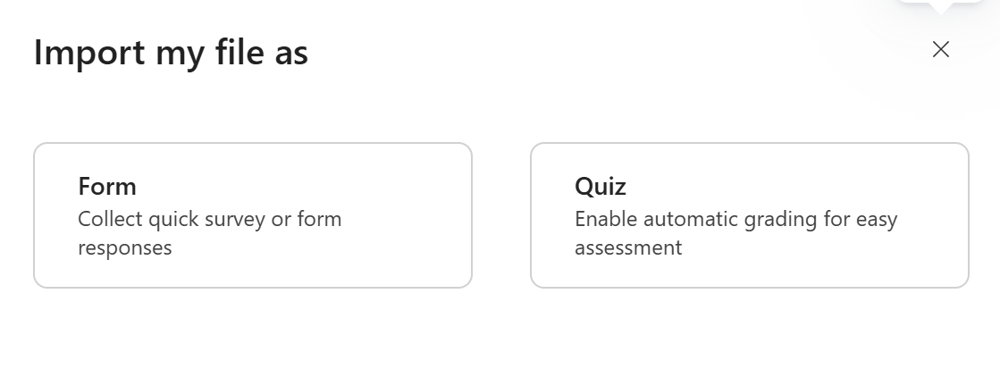 Import my file as
Form
Collect quick survey or form
responses
Quiz
Enable automatic grading for easy
assessment